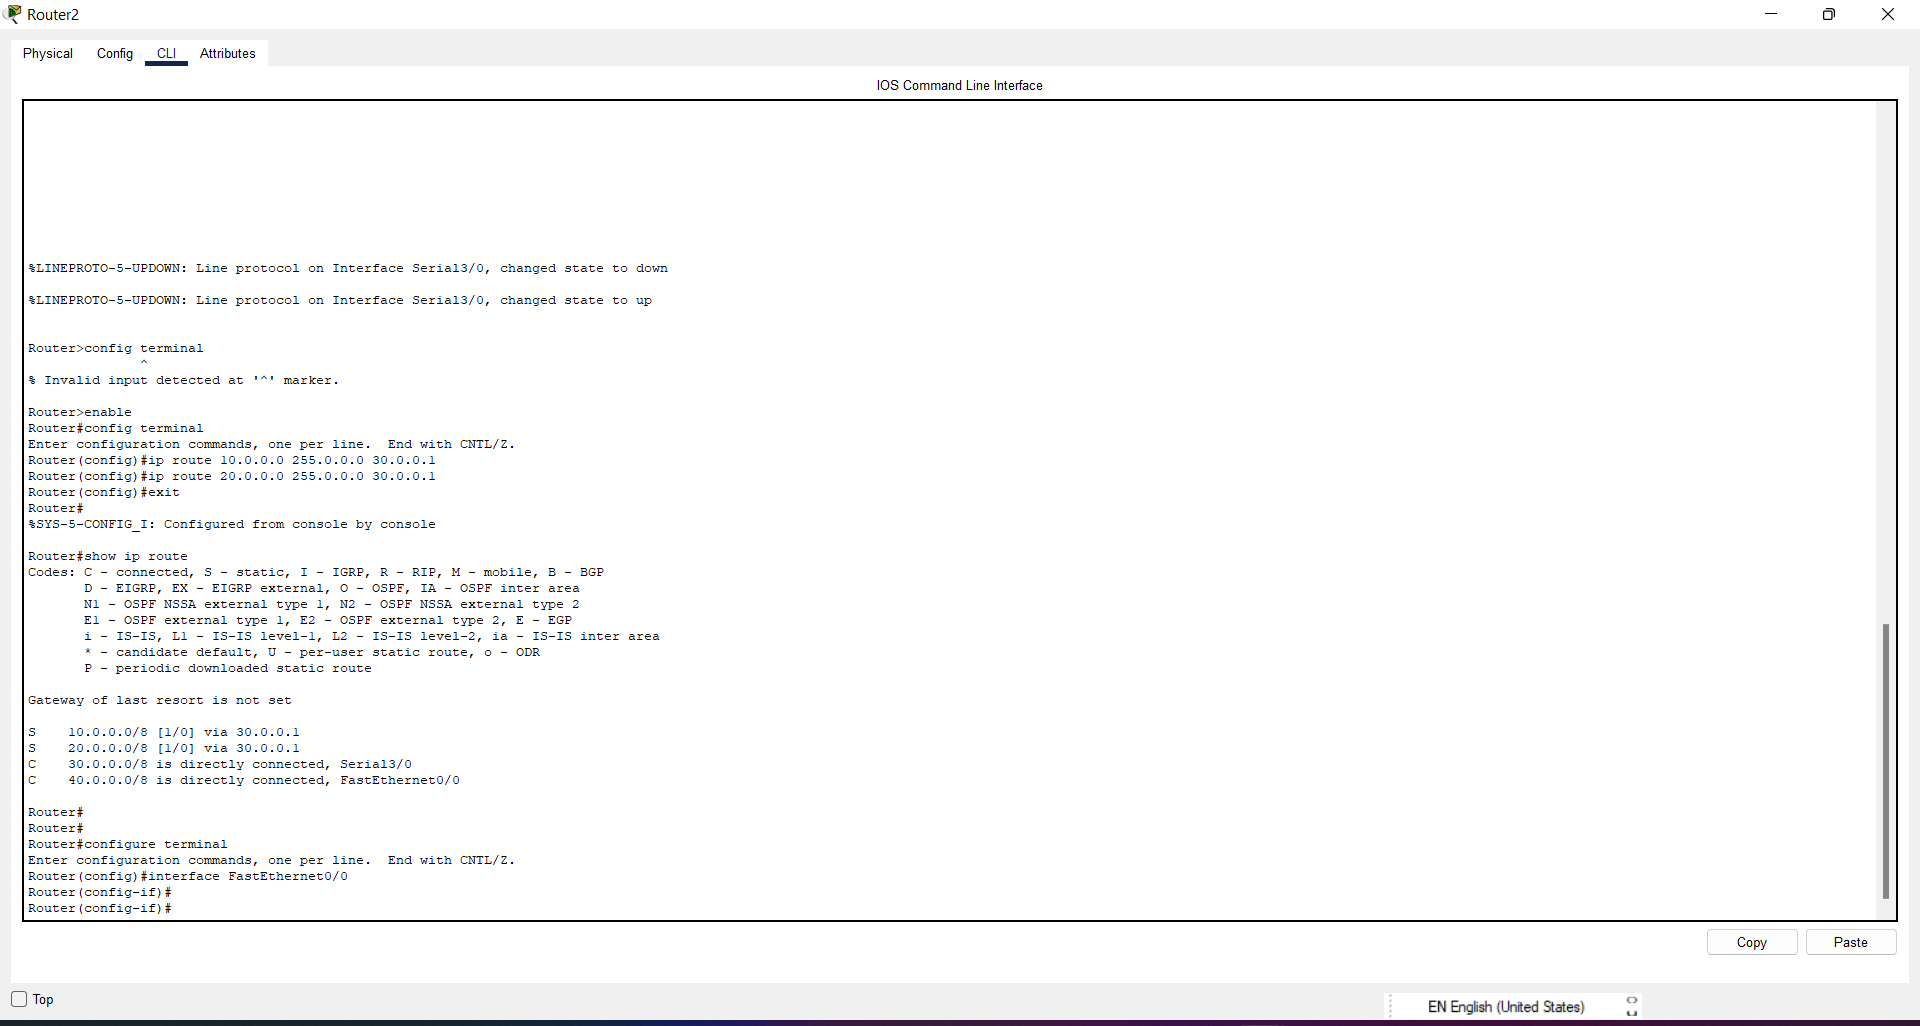 Router2
Physical Config CLI Attributes
IOS Command Line Interface
%LINEPROTO-5-UPDOWN: Line protocol on Interface Serial3/0, changed state to down
%LINEPROTO-5-UPDOWN: Line protocol on Interface Serial3/0, changed state to up
Router>config terminal
^
% Invalid input detected at '^' marker.
Router>enable
Router#config terminal
Enter configuration commands, one per line.  End with CNTL/Z.
Router(config)#ip route 10.0.0.0 255.0.0.0 30.0.0.1
Router(config)#ip route 20.0.0.0 255.0.0.0 30.0.0.1
Router(config)#exit
Router#
%SYS-5-CONFIG_I: Configured from console by console
Router#show ip route
Codes: C - connected, S - static, I - IGRP, R - RIP, M - mobile, B - BGP
D - EIGRP, EX - EIGRP external, O - OSPF, IA - OSPF inter area
N1 - OSPF NSSA external type 1, N2 - OSPF NSSA external type 2
E1 - OSPF external type 1, E2 - OSPF external type 2, E - EGP
i - IS-IS, L1 - IS-IS level-1, L2 - IS-IS level-2, ia - IS-IS inter area
* - candidate default, U - per-user static route, o - ODR
P - periodic downloaded static route
Gateway of last resort is not set
S    10.0.0.0/8 [1/0] via 30.0.0.1
S    20.0.0.0/8 [1/0] via 30.0.0.1
C    30.0.0.0/8 is directly connected, Serial3/0
C    40.0.0.0/8 is directly connected, FastEthernet0/0
Router#
Router#
Router#configure terminal
Enter configuration commands, one per line.  End with CNTL/Z.
Router(config)#interface FastEthernet0/0
Router(config-if)#
Router(config-if)#
Copy Paste
Top
EN English (United States)